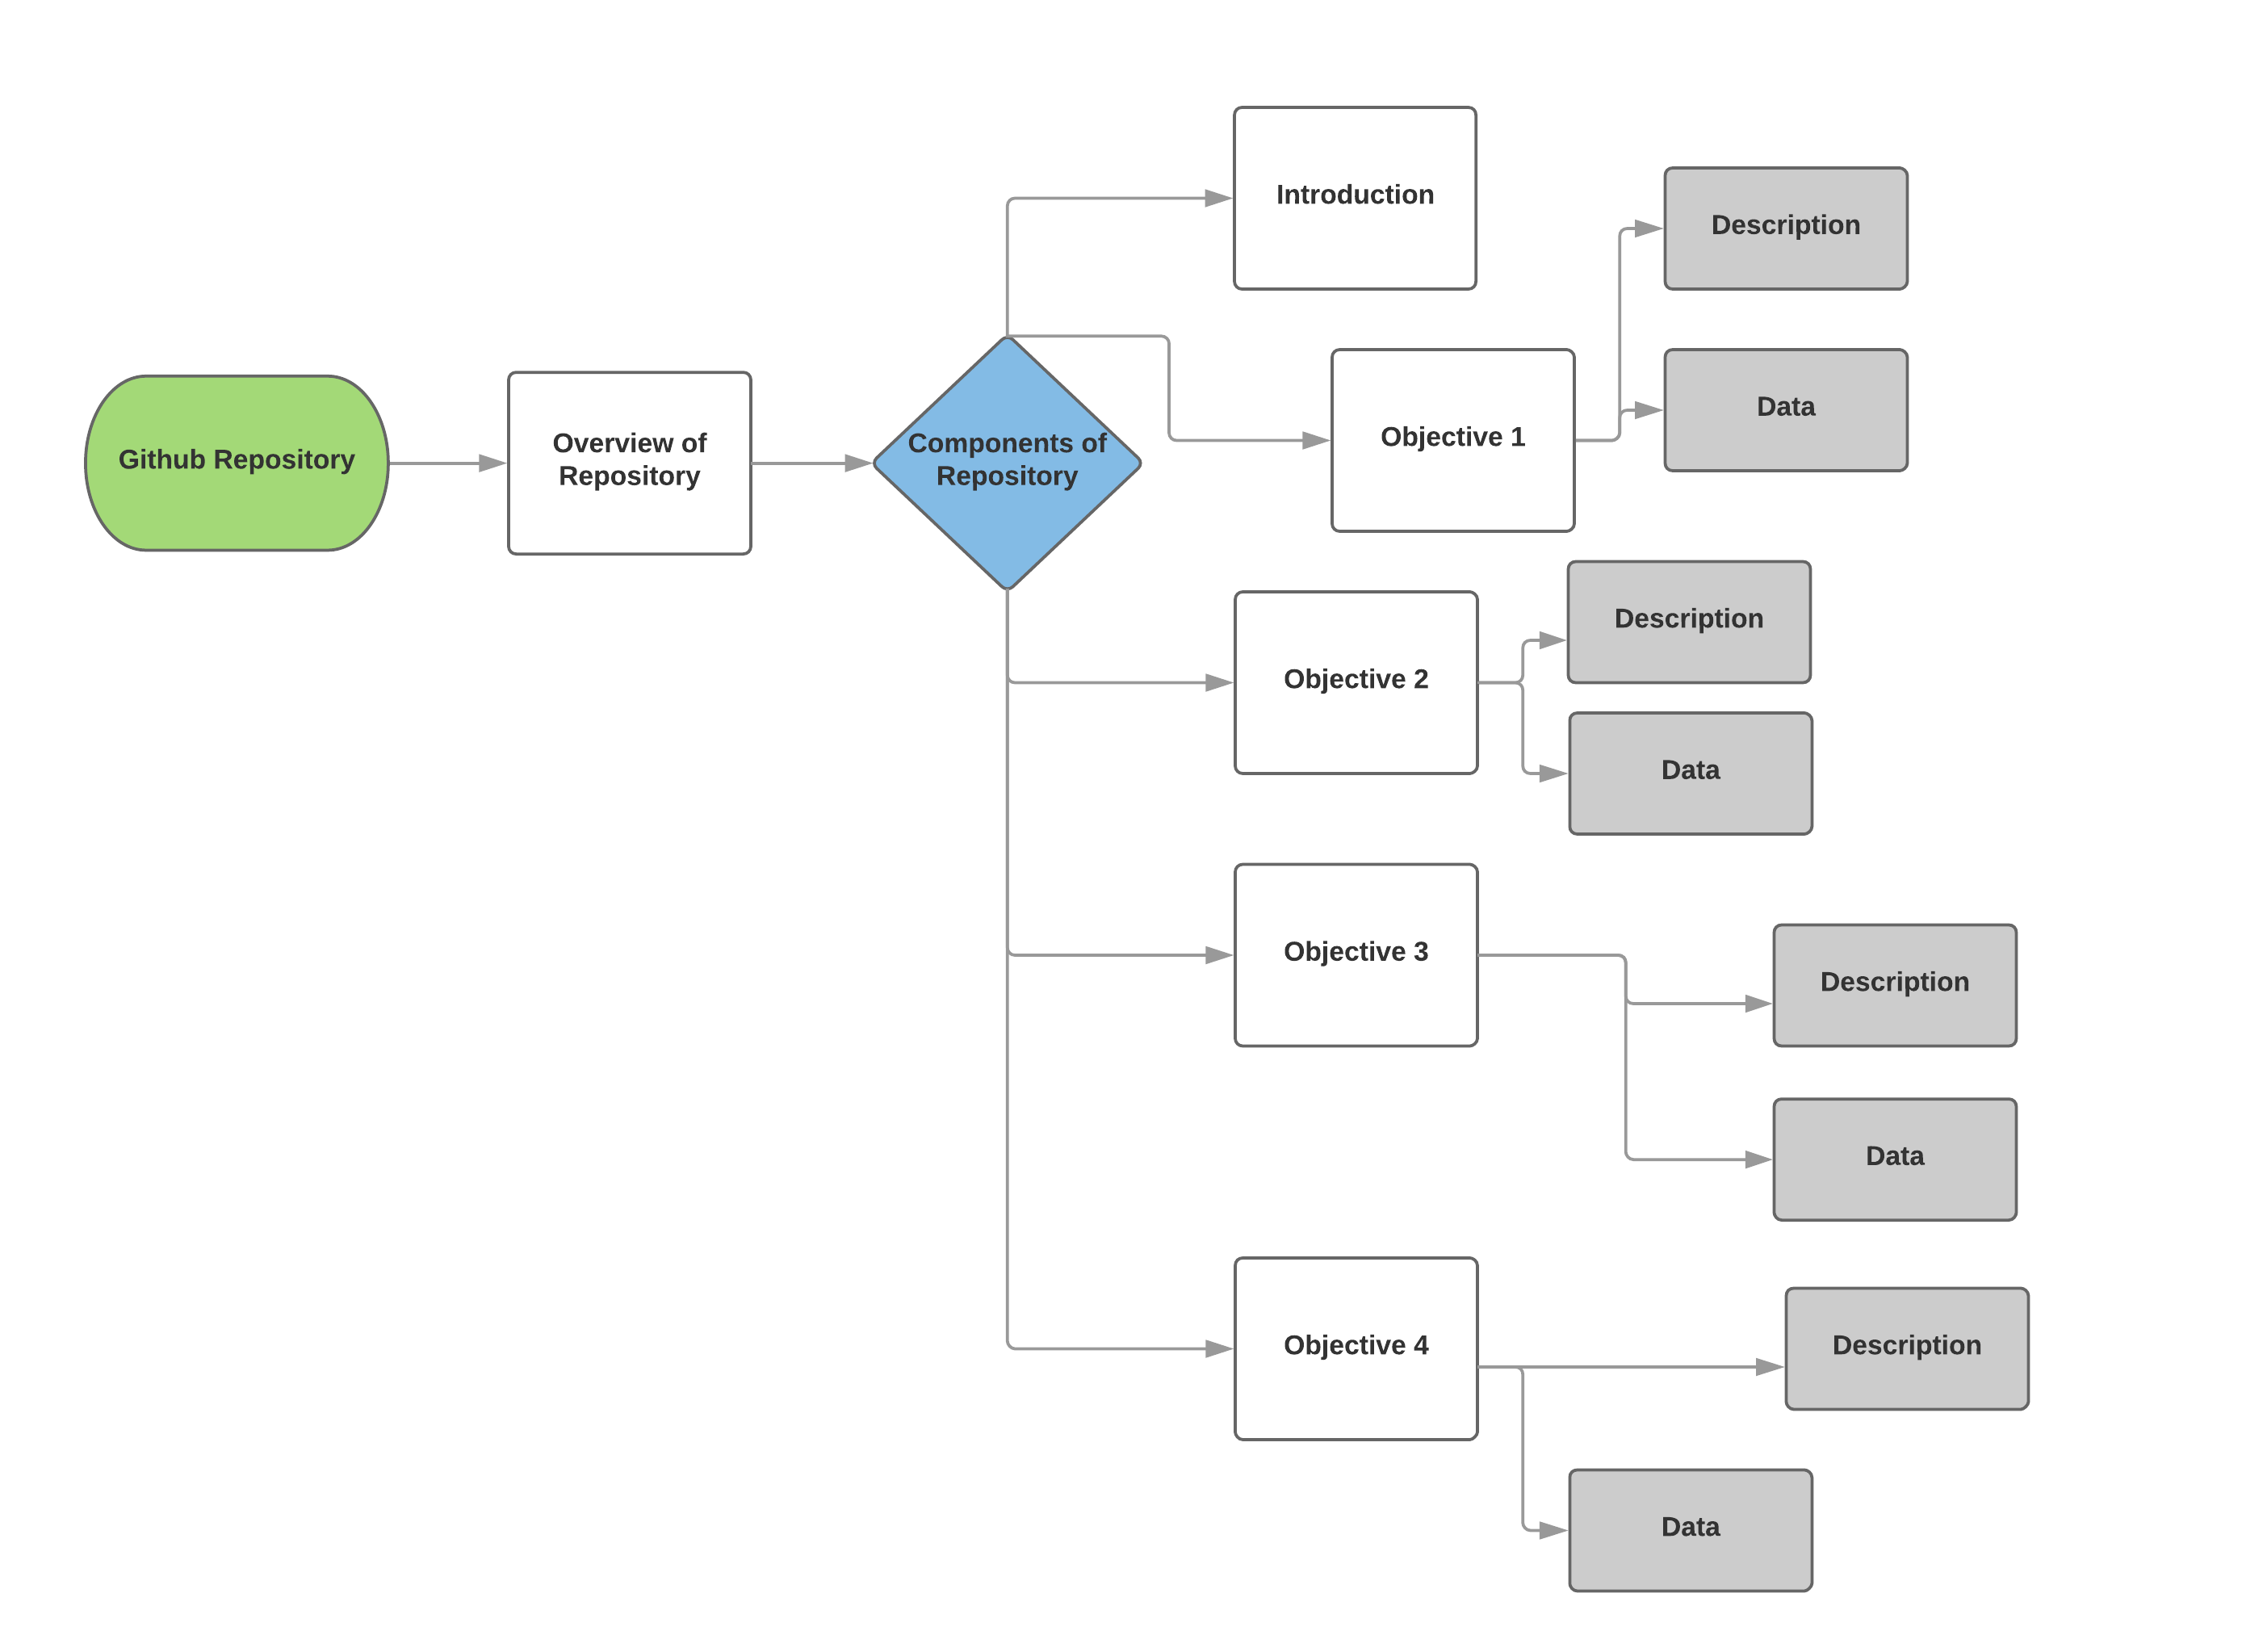 Github Repository
Overview of
Repository
Components of
Repository
Introduction
Objective 1
Description
Data
Objective 2
Description
Data
Objective 3
Description
Data
Objective 4
Description
Data